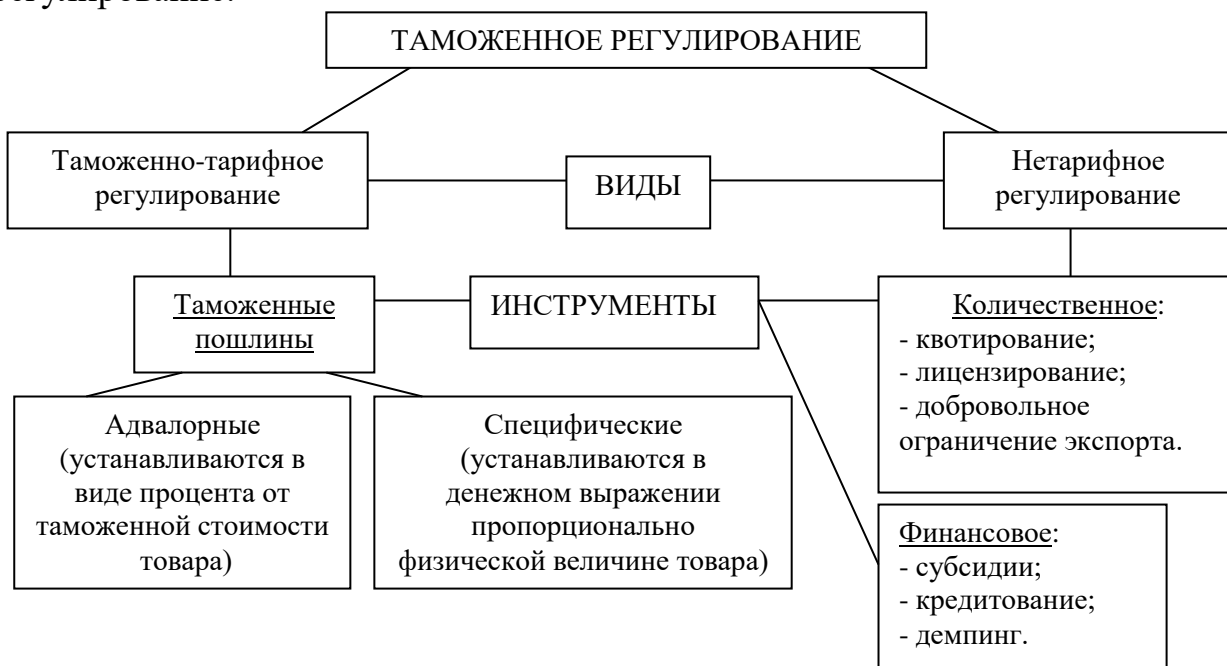 регулирование.
ТАМОЖЕННОЕ РЕГУЛИРОВАНИЕ
Таможенно-тарифное
регулирование
ВИДЫ
Нетарифное
регулирование
Таможенные
пошлины
ИНСТРУМЕНТЫ
Количественное:
- квотирование;
- лицензирование;
- добровольное
ограничение экспорта.
Адвалорные
(устанавливаются в
виде процента от
таможенной стоимости
товара)
Специфические
(устанавливаются в
денежном выражении
пропорционально
физической величине товара)
Финансовое:
- субсидии;
- кредитование;
- демпинг.